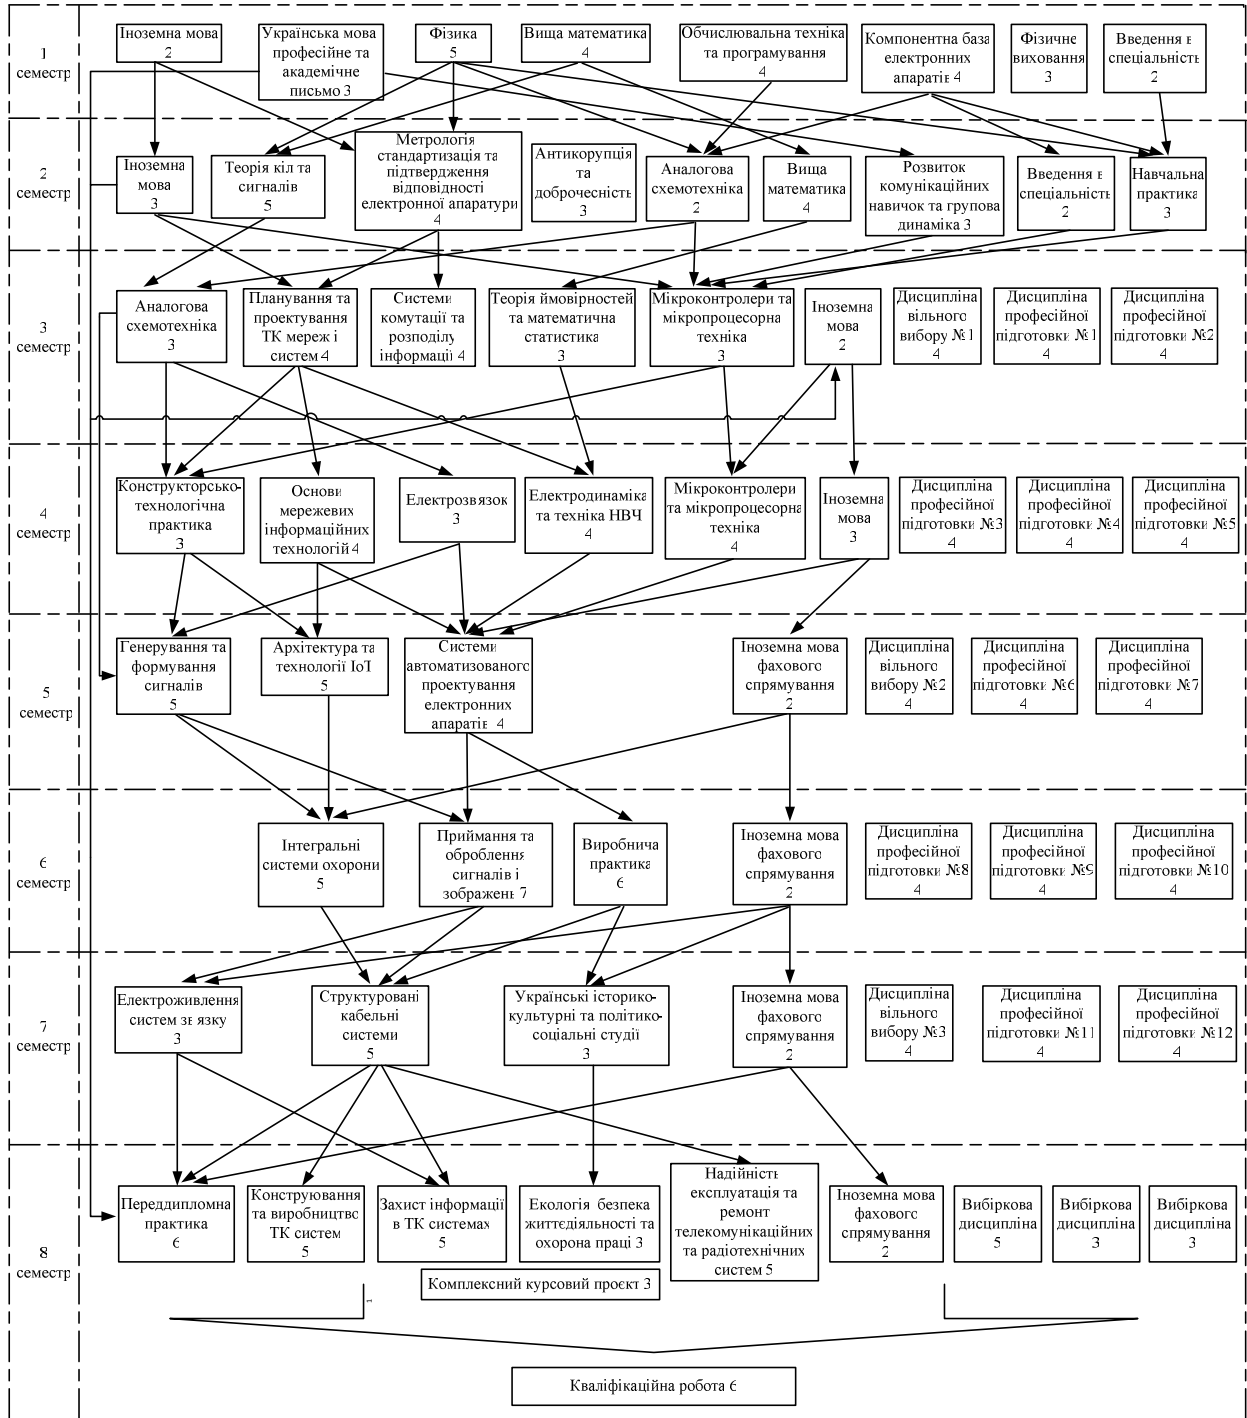 1
семестр
Іноземна мова
2
Українська мова
професійне та
академічне
письмо 3
Фізика
5
Вища математика
4
Обчислювальна техніка
та програмування
4
Компонентна база
електронних
апаратів 4
Фізичне
виховання
3
Введення в
спеціальність
2
2
семестр
Іноземна
мова
3
Теорія кіл та
сигналів
5
Метрологія
стандартизація та
підтвердження
відповідності
електронної апаратури
4
Антикорупція
та
доброчесність
3
Аналогова
схемотехніка
2
Вища
математика
4
Розвиток
комунікаційних
навичок та групова
динаміка 3
Введення в
спеціальність
2
Навчальна
практика
3
3
семестр
Аналогова
схемотехніка
3
Планування та
проектування
ТК мереж і
систем 4
Системи
комутації та
розподілу
інформації 4
Теорія ймовірностей
та математична
статистика
3
Мікроконтролери та
мікропроцесорна
техніка
3
Іноземна
мова
2
Дисципліна
вільного
вибору №1
4
Дисципліна
професійної
підготовки №1
4
Дисципліна
професійної
підготовки №2
4
4
семестр
Конструкторсько-
технологічна
практика
3
Основи
мережевих
інформаційних
технологій 4
Електрозвязок
3
Електродинаміка
та техніка НВЧ
4
Мікроконтролери
та мікропроцесорна
техніка
4
Іноземна
мова
3
Дисципліна
професійної
підготовки №3
4
Дисципліна
професійної
підготовки №4
4
Дисципліна
професійної
підготовки №5
4
5
семестр
Генерування та
формування
сигналів
5
Архітектура та
технології ІоТ
5
Системи
автоматизованого
проектування
електронних
апаратів 4
Іноземна мова
фахового
спрямування
2
Дисципліна
вільного
вибору №2
4
Дисципліна
професійної
підготовки №6
4
Дисципліна
професійної
підготовки №7
4
6
семестр
Інтегральні
системи охорони
5
Приймання та
оброблення
сигналів і
зображень 7
Виробнича
практика
6
Іноземна мова
фахового
спрямування
2
Дисципліна
професійної
підготовки №8
4
Дисципліна
професійної
підготовки №9
4
Дисципліна
професійної
підготовки №10
4
7
семестр
Електроживлення
систем зв язку
3
Структуровані
кабельні
системи
5
Українські історико-
культурні та політико-
соціальні студії
3
Іноземна мова
фахового
спрямування
2
Дисципліна
вільного
вибору №3
4
Дисципліна
професійної
підготовки №11
4
Дисципліна
професійної
підготовки №12
4
8
семестр
Переддипломна
практика
6
Конструювання
та виробництво
ТК систем
5
Захист інформації
в ТК системах
5
Екологія безпека
життєдіяльності та
охорона праці 3
Надійність
експлуатація та
ремонт
телекомунікаційних
та радіотехнічних
систем 5
Іноземна мова
фахового
спрямування
2
Вибіркова
дисципліна
5
Вибіркова
дисципліна
3
Вибіркова
дисципліна
3
Комплексний курсовий проєкт 3
1
Кваліфікаційна робота 6